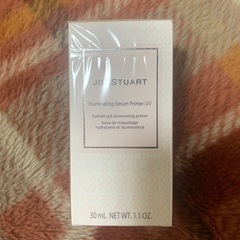 JILL STUART
Illuminating Serum Primer UV
hydrating & illuminating primer
base de maquillage
hydratante et illuminatrice
30 mL NET WT. 1.1 OZ.